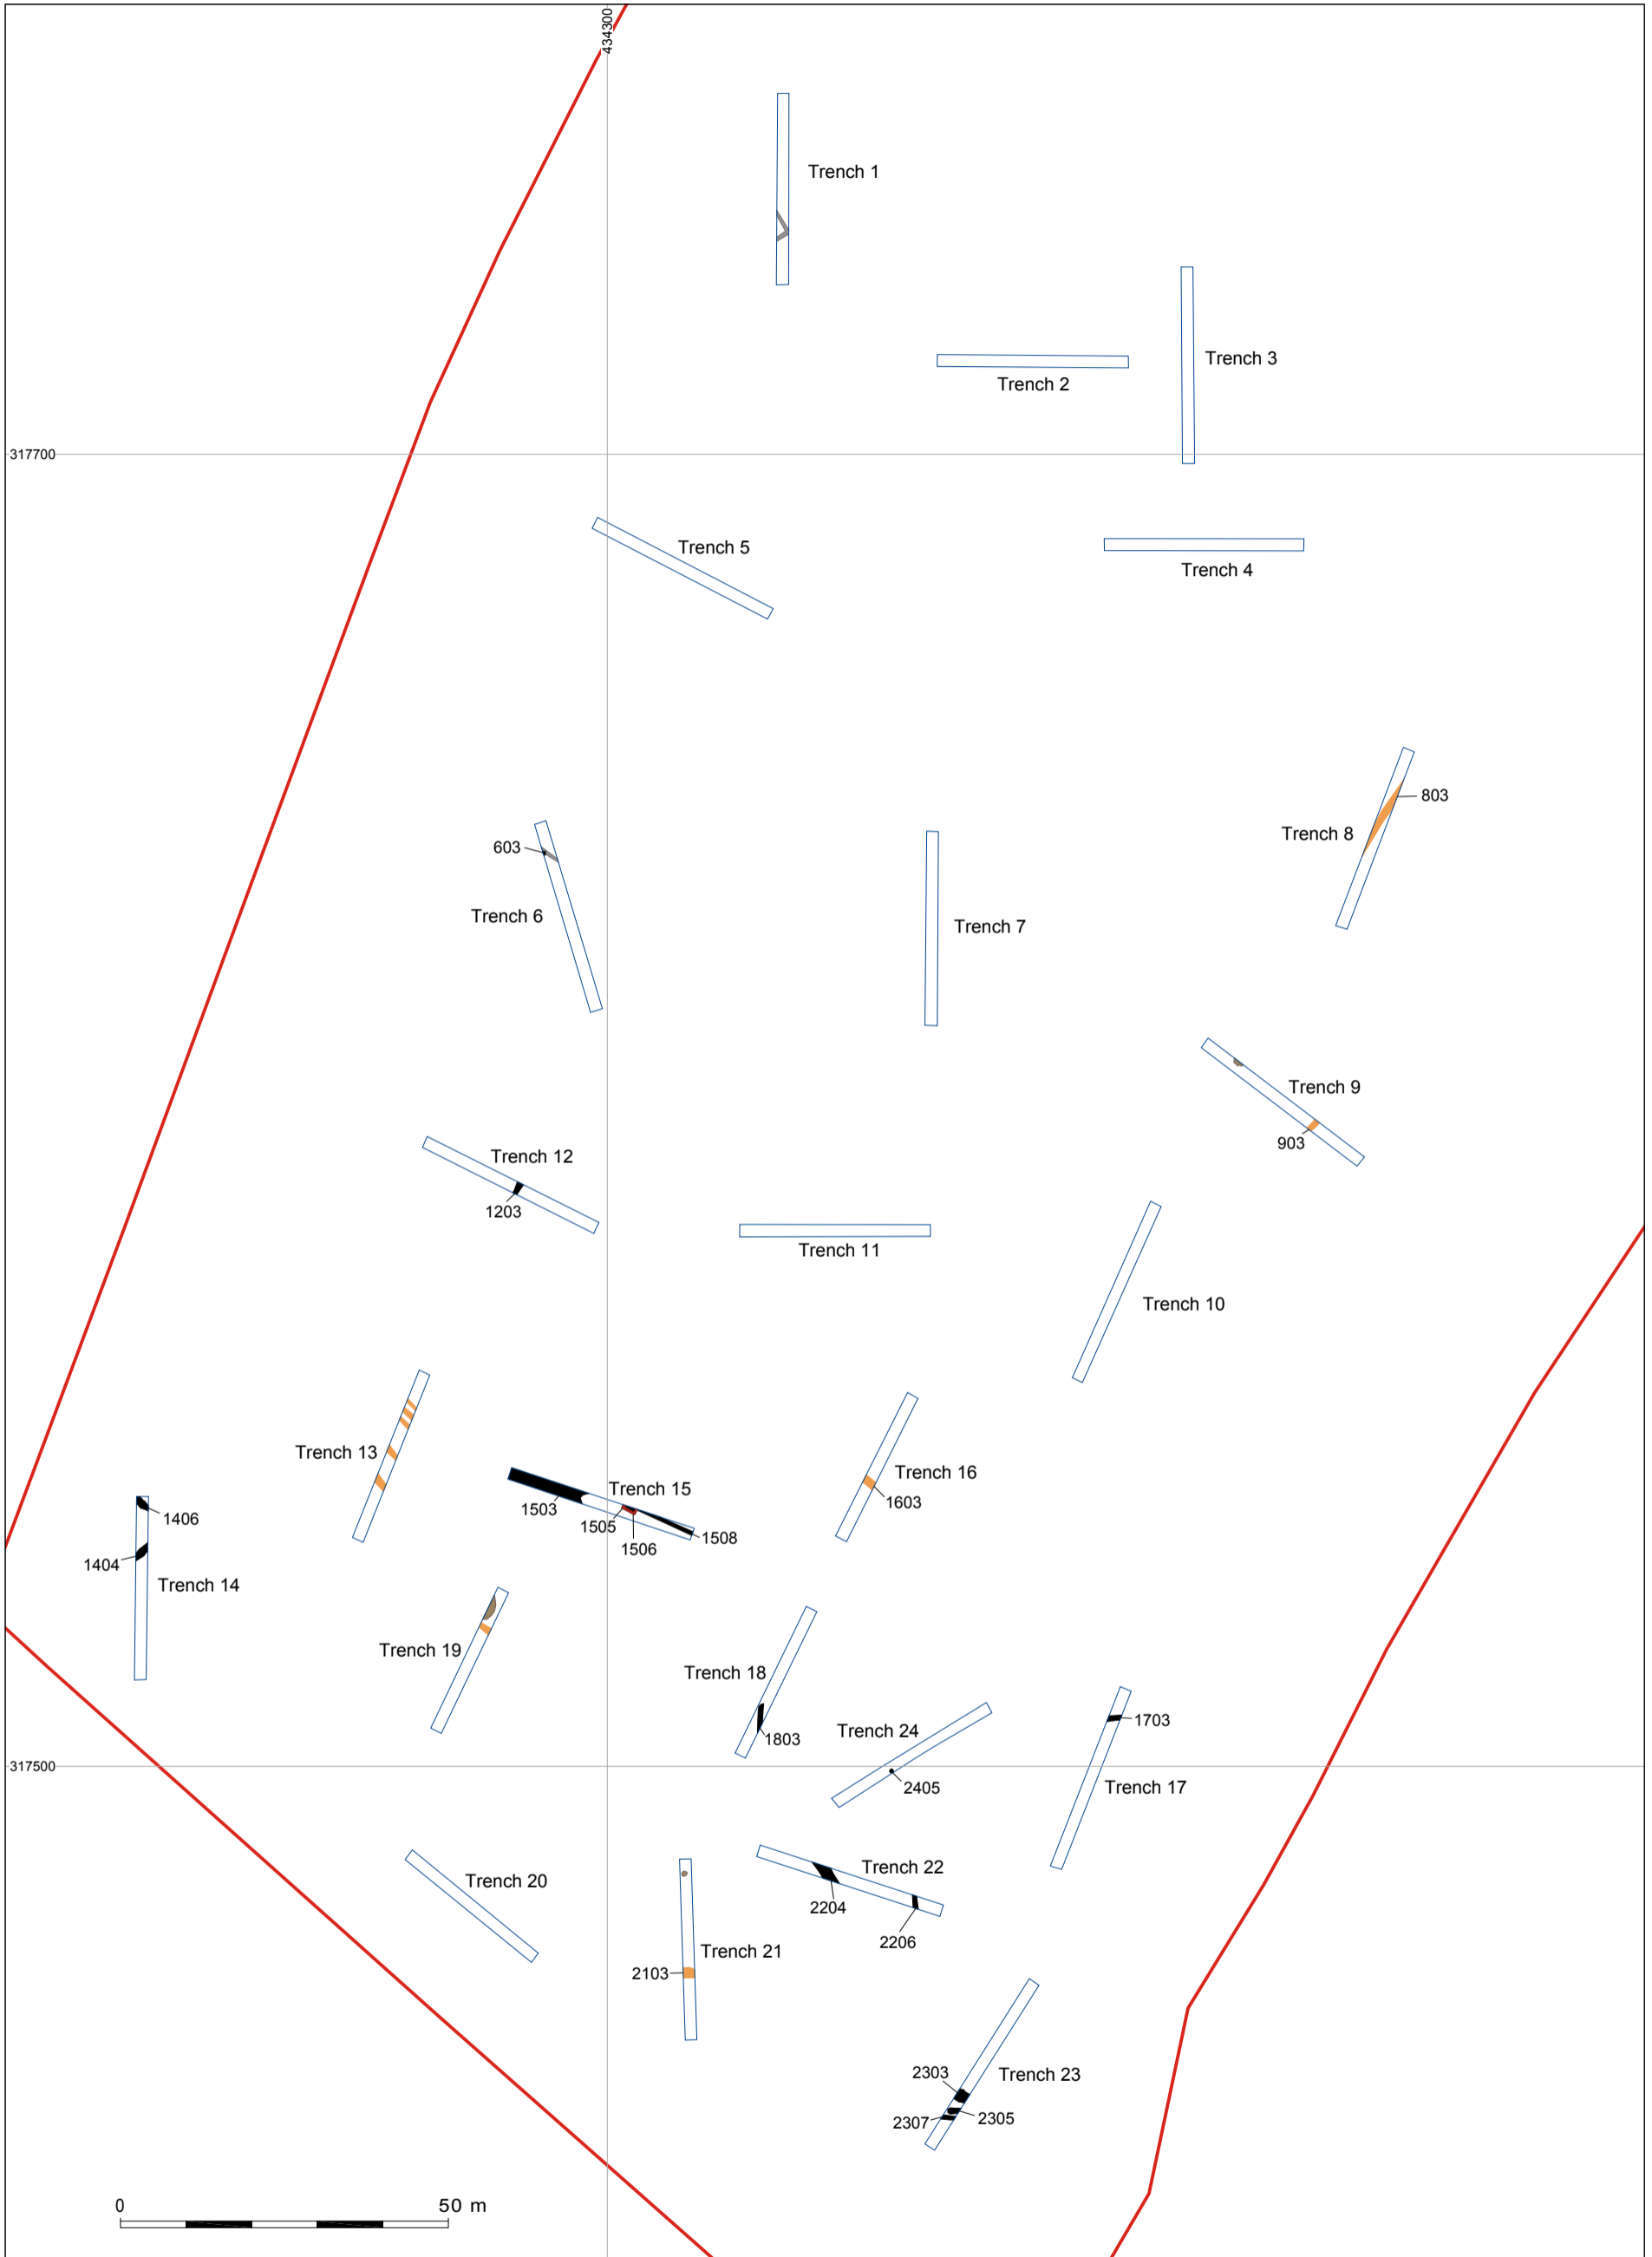 434300
Trench 1
Trench 3
Trench 2
317700
Trench 5
Trench 4
803
Trench 8
603
Trench 6
Trench 7
Trench 9
903
Trench 12
1203
Trench 11
Trench 10
Trench 13
Trench 16
1603
Trench 15
1503
1505
1506
1508
1406
1404
Trench 14
Trench 19
Trench 18
1803
Trench 24
2405
1703
Trench 17
317500
Trench 22
2204
2206
Trench 20
Trench 21
2103
2303
Trench 23
2307
2305
0
50 m